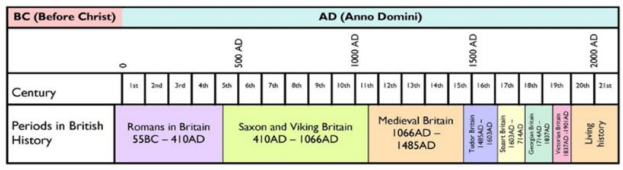 BC (Before Christ)
AD (Anno Domini)
0
500 AD
1000 AD
1500 AD
2000 AD
Century
1st
2nd
3rd
4th
5th
6th
7th
8th
9th
10th
11th
12th
13th
14th
15th
16th
17th
18th
19th
20th
21st
Periods in British
History
Romans in Britain
55BC – 410AD
Saxon and Viking Britain
410AD – 1066AD
Medieval Britain
1066AD –
1485AD
Tudor Britain
1485AD –
1603AD
Stuart Britain
1603AD –
714AD
Georgian Britain
1714AD –
1837AD
Victorian Britain
1837AD -1901AD
Living
history